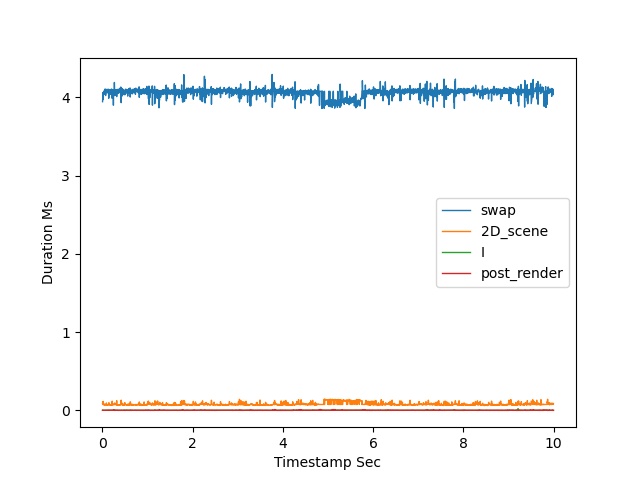 4
3
2
1
0
Duration Ms
swap
2D_scene
I
post_render
0 2 4 6 8 10
Timestamp Sec